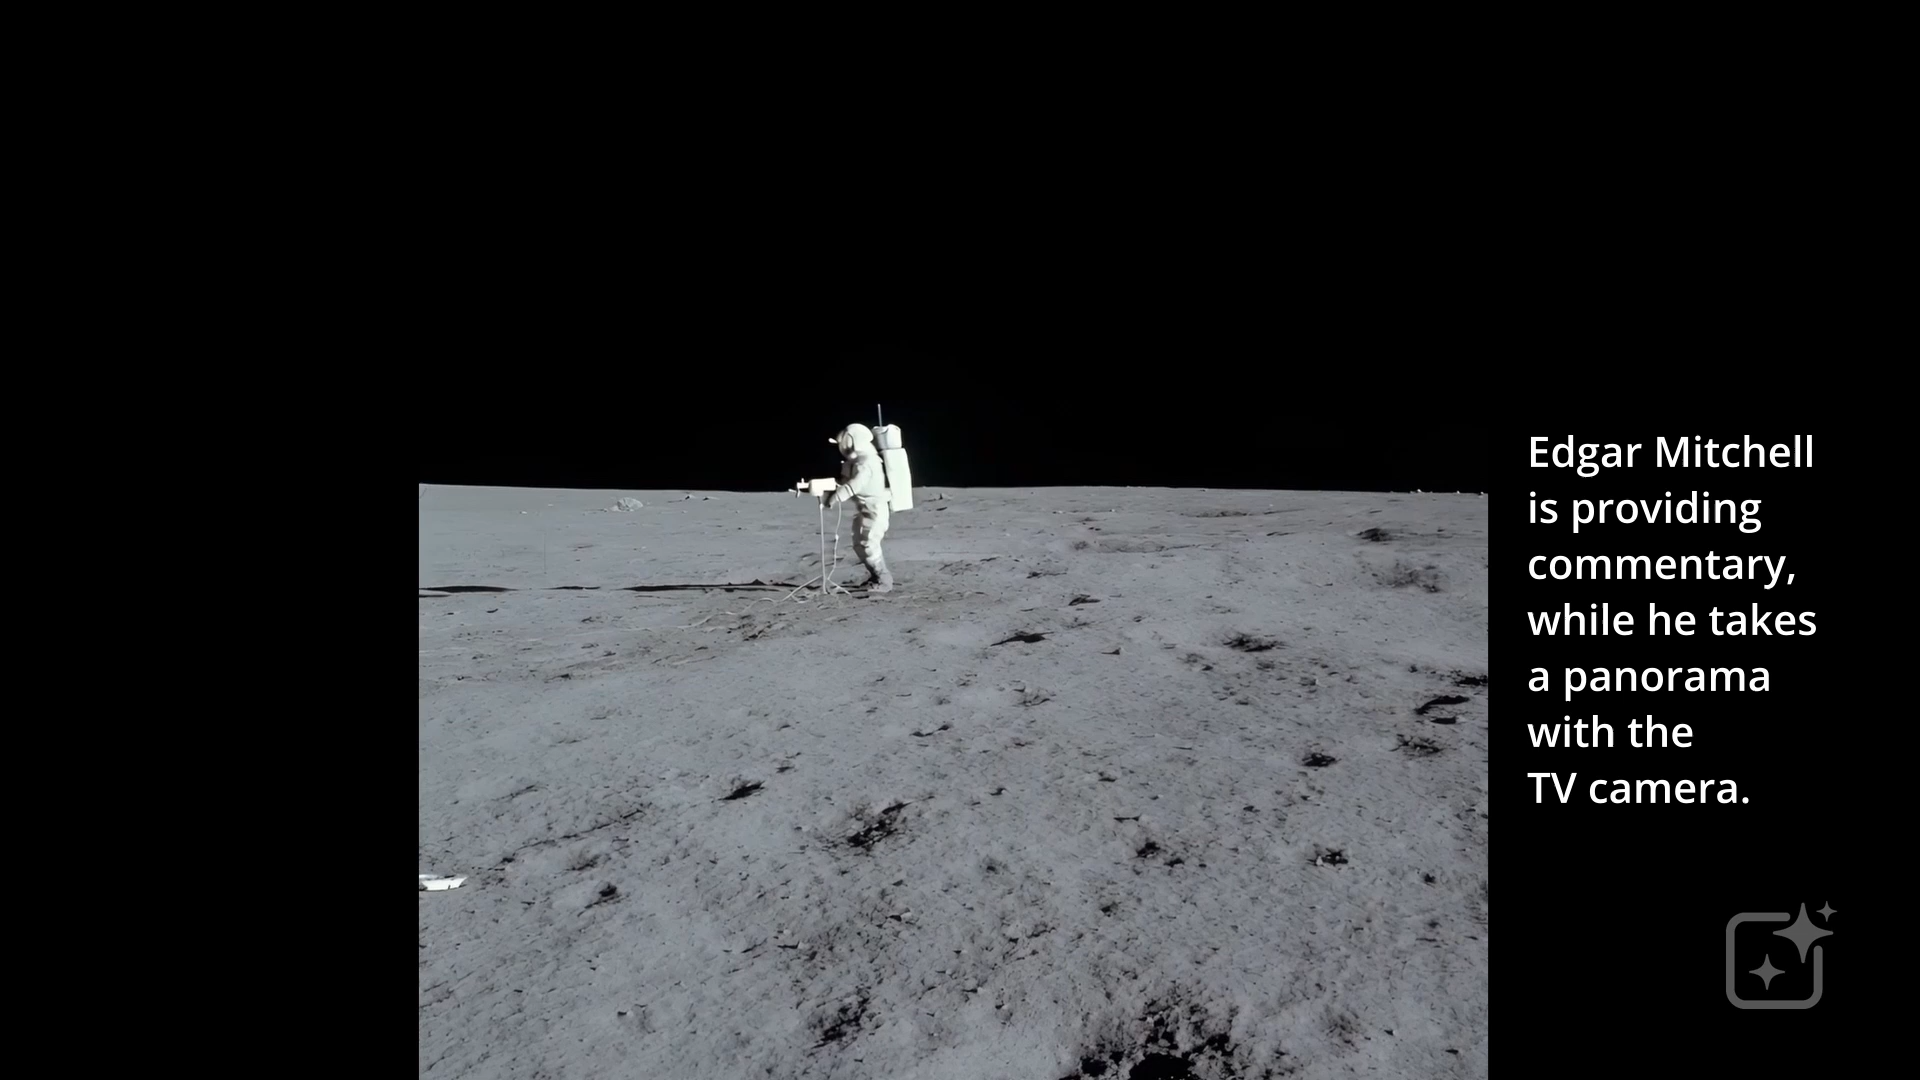 Edgar Mitchell
is providing
commentary,
while he takes
a panorama
with the
TV camera.